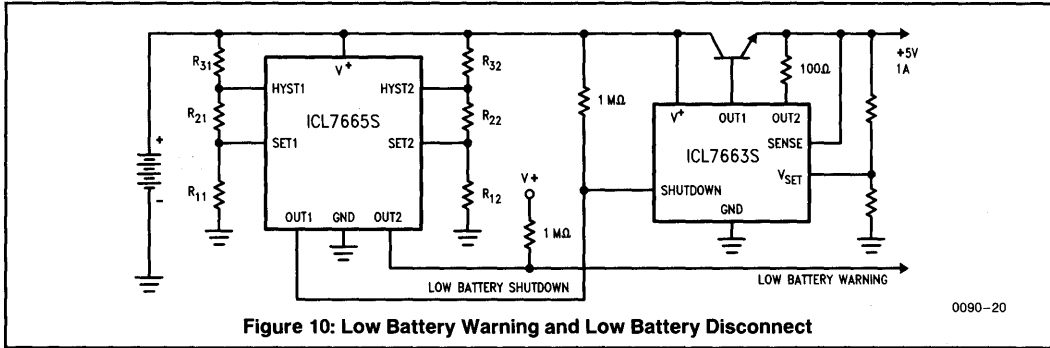 R31
V+
R32
HYST1
HYST2
R21
ICL7665S
R22
SET1
SET2
+
-
R11
R12
OUT1
GND
OUT2
V+
1 MΩ
LOW BATTERY SHUTDOWN
1 MΩ
100Ω
+5V
1A
V+
OUT1
OUT2
SENSE
ICL7663S
VSET
SHUTDOWN
GND
LOW BATTERY WARNING
0090-20
Figure 10: Low Battery Warning and Low Battery Disconnect